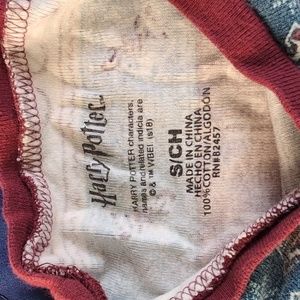 Harry Potter
HARRY POTTER characters,
names and related indicia are
© & ™ WBEI (s18)
S/CH
MADE IN CHINA
HECHO EN CHINA
100% COTTON/ALGODÓN
RN#82457